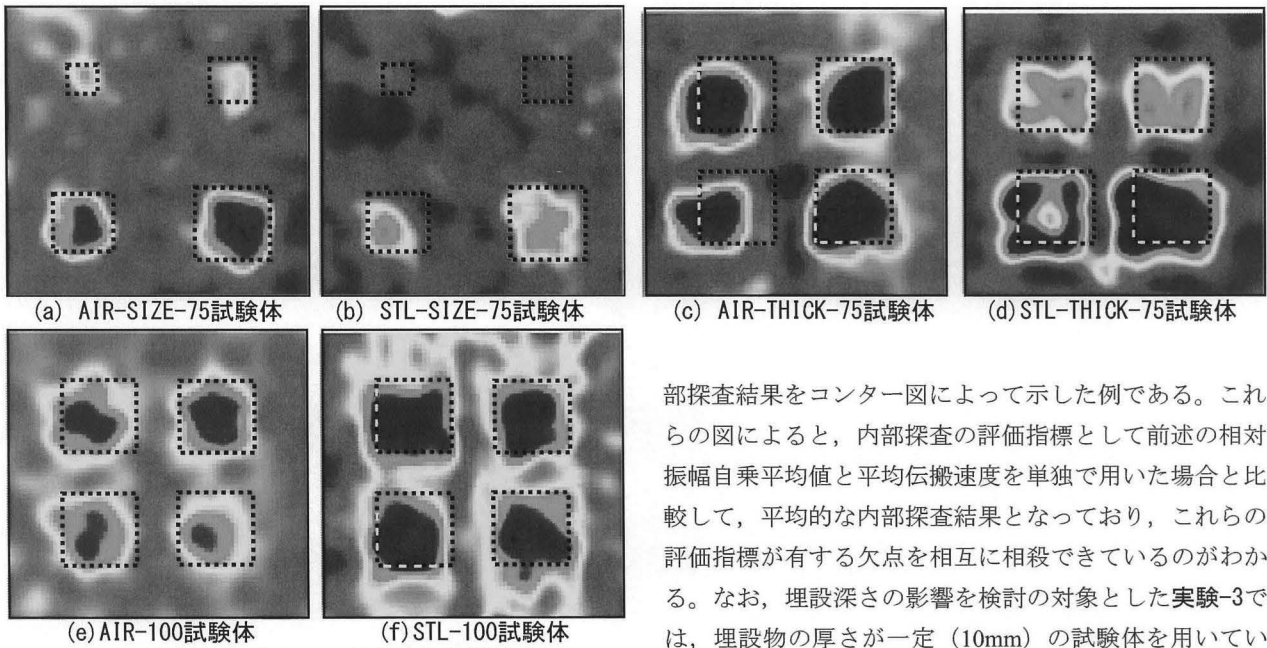 (a) AIR-SIZE-75試験体
(b) STL-SIZE-75試験体
(c) AIR-THICK-75試験体
(d)STL-THICK-75試験体
(e)AIR-100試験体
(f)STL-100試験体
部探査結果をコンター図によって示した例である。これ
らの図によると，内部探査の評価指標として前述の相対
振幅自乗平均値と平均伝搬速度を単独で用いた場合と比
較して，平均的な内部探査結果となっており，これらの
評価指標が有する欠点を相互に相殺できているのがわか
る。なお，埋設深さの影響を検討の対象とした実験-3で
は，埋設物の厚さが一定（10mm）の試験体を用いてい